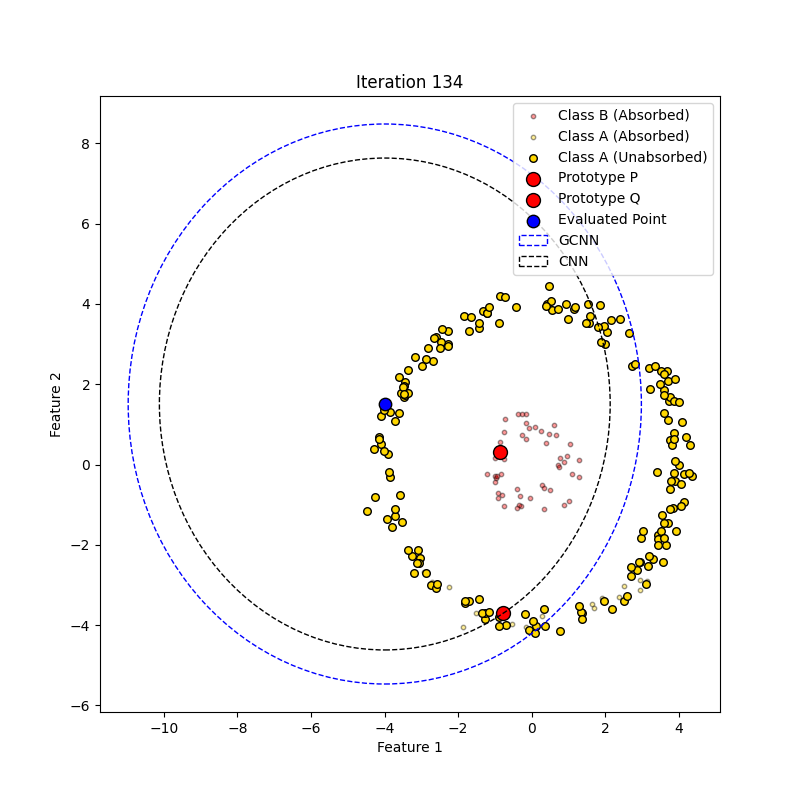 Iteration 134
Class B (Absorbed)
Class A (Absorbed)
Class A (Unabsorbed)
Prototype P
Prototype Q
Evaluated Point
GCNN
CNN
Feature 2
8
6
4
2
0
−2
−4
−6
−10
−8
−6
−4
−2
0
2
4
Feature 1